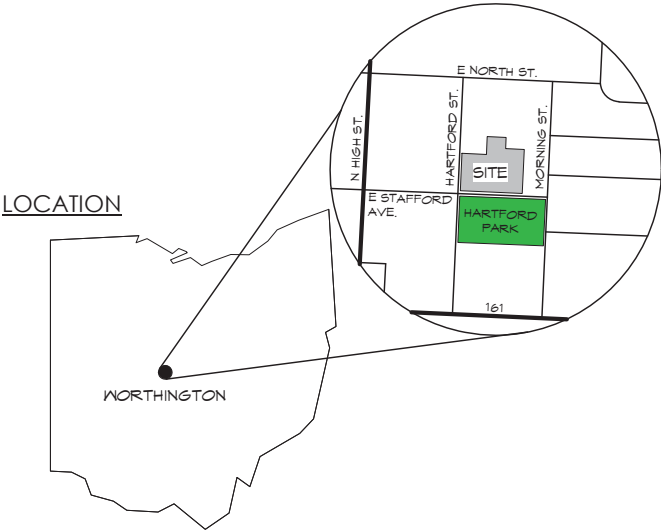 LOCATION
E NORTH ST.
N HIGH ST.
HARTFORD ST.
MORNING ST.
SITE
E STAFFORD
AVE.
HARTFORD
PARK
161
WORTHINGTON